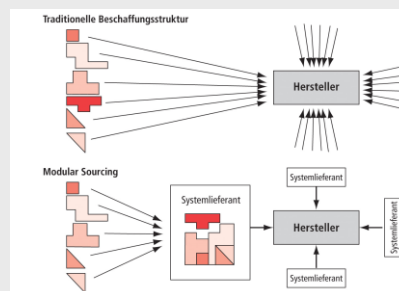 Traditionelle Beschaffungsstruktur
Hersteller
Modular Sourcing
Systemlieferant
Systemlieferant
Hersteller
Systemlieferant
Systemlieferant